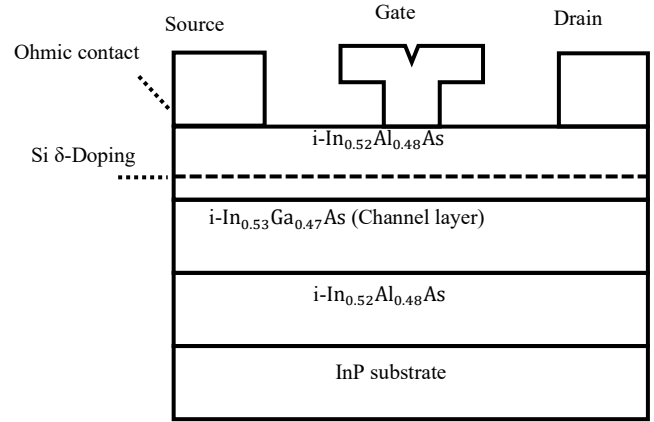 Source
Gate
Drain
Ohmic contact
i-In₀.₅₂Al₀.₄₈As
Si δ-Doping
i-In₀.₅₃Ga₀.₄₇As (Channel layer)
i-In₀.₅₂Al₀.₄₈As
InP substrate